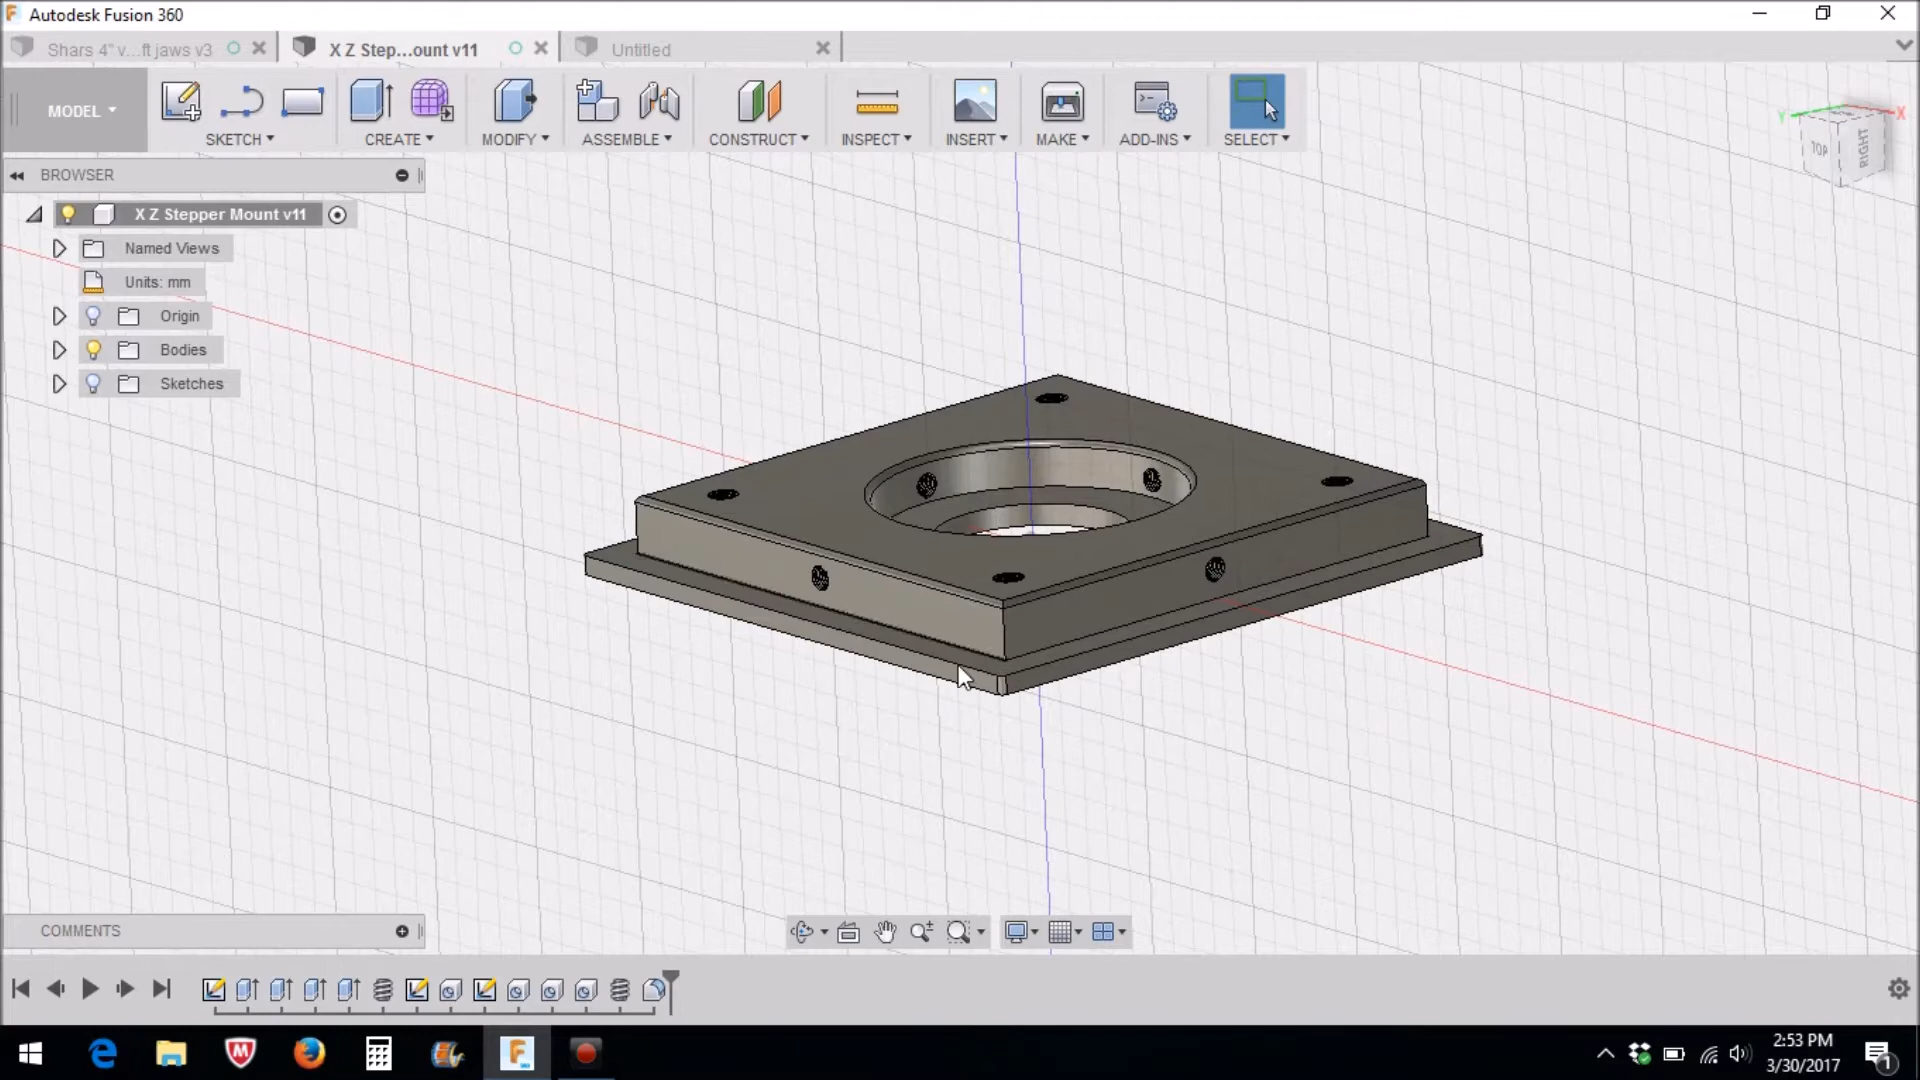 Autodesk Fusion 360
Shars 4" v...ft jaws v3
X Z Step...ount v11
Untitled
MODEL
SKETCH
CREATE
MODIFY
ASSEMBLE
CONSTRUCT
INSPECT
INSERT
MAKE
ADD-INS
SELECT
Y
X
TOP
RIGHT
BROWSER
X Z Stepper Mount v11
Named Views
Units: mm
Origin
Bodies
Sketches
COMMENTS
2:53 PM
3/30/2017
1